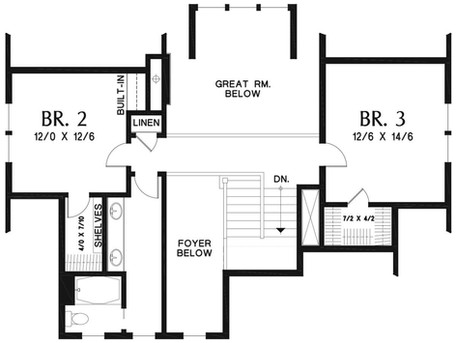 GREAT RM.
BELOW
BUILT-IN
BR. 2
12/0 X 12/6
LINEN
BR. 3
12/6 X 14/6
DN.
4/0 X 7/10
SHELVES
7/2 X 4/2
FOYER
BELOW